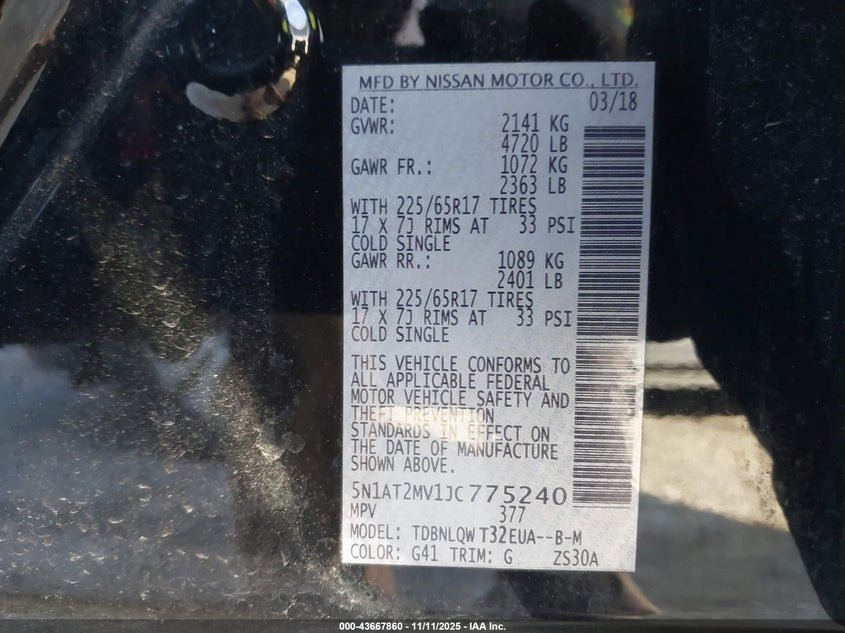 MFD BY NISSAN MOTOR CO., LTD.
DATE: 03/18
GVWR: 2141 KG
4720 LB
GAWR FR.: 1072 KG
2363 LB
WITH 225/65R17 TIRES
17 X 7J RIMS AT 33 PSI
COLD SINGLE
GAWR RR.: 1089 KG
2401 LB
WITH 225/65R17 TIRES
17 X 7J RIMS AT 33 PSI
COLD SINGLE
THIS VEHICLE CONFORMS TO
ALL APPLICABLE FEDERAL
MOTOR VEHICLE SAFETY AND
THEFT PREVENTION
STANDARDS IN EFFECT ON
THE DATE OF MANUFACTURE
SHOWN ABOVE.
5N1AT2MV1JC775240
MPV 377
MODEL: TDBNLQW T32EUA--B-M
COLOR: G41 TRIM: G ZS30A
000-43667860 - 11/11/2025 - IAA Inc.